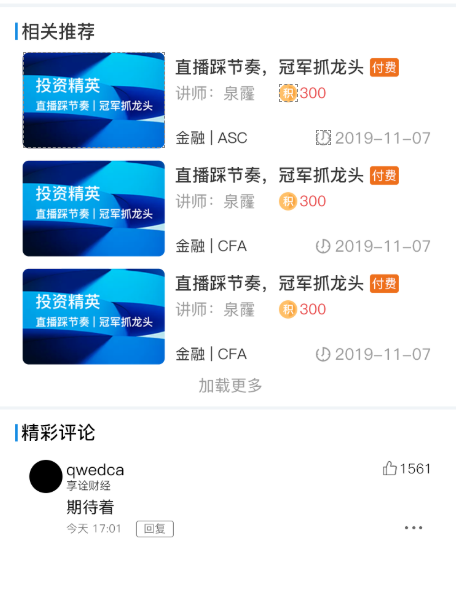 相关推荐
投资精英
直播踩节奏 | 冠军抓龙头
直播踩节奏，冠军抓龙头 付费
讲师：泉霳 积 300
金融 | ASC 2019-11-07
投资精英
直播踩节奏 | 冠军抓龙头
直播踩节奏，冠军抓龙头 付费
讲师：泉霳 积 300
金融 | CFA 2019-11-07
投资精英
直播踩节奏 | 冠军抓龙头
直播踩节奏，冠军抓龙头 付费
讲师：泉霳 积 300
金融 | CFA 2019-11-07
加载更多
精彩评论
qwedca 1561
享诠财经
期待着
今天 17:01 回复 ...